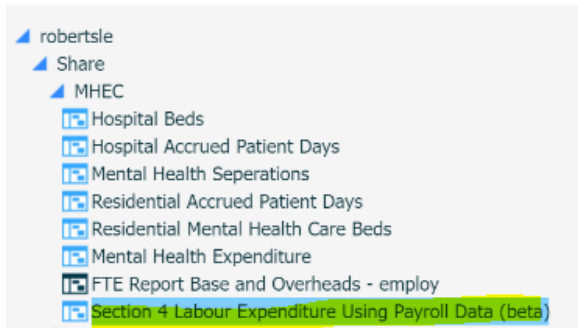 robertsle
Share
MHEC
Hospital Beds
Hospital Accrued Patient Days
Mental Health Seperations
Residential Accrued Patient Days
Residential Mental Health Care Beds
Mental Health Expenditure
FTE Report Base and Overheads - employ
Section 4 Labour Expenditure Using Payroll Data (beta)